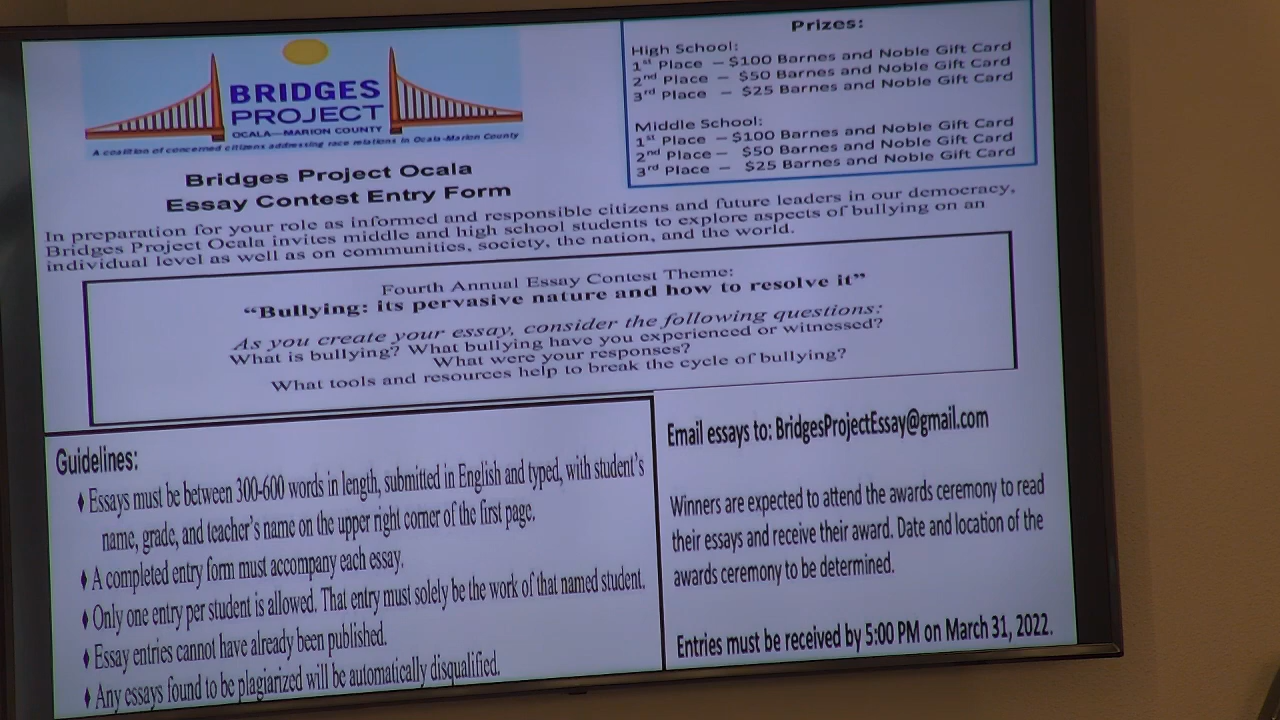 BRIDGES
PROJECT
OCALA—MARION COUNTY
A coalition of concerned citizens addressing race relations in Ocala-Marion County
Bridges Project Ocala
Essay Contest Entry Form
Prizes:
High School:
1st Place – $100 Barnes and Noble Gift Card
2nd Place – $50 Barnes and Noble Gift Card
3rd Place – $25 Barnes and Noble Gift Card
Middle School:
1st Place – $100 Barnes and Noble Gift Card
2nd Place – $50 Barnes and Noble Gift Card
3rd Place – $25 Barnes and Noble Gift Card
In preparation for your role as informed and responsible citizens and future leaders in our democracy,
Bridges Project Ocala invites middle and high school students to explore aspects of bullying on an
individual level as well as on communities, society, the nation, and the world.
Fourth Annual Essay Contest Theme:
“Bullying: its pervasive nature and how to resolve it”
As you create your essay, consider the following questions:
What is bullying? What bullying have you experienced or witnessed?
What were your responses?
What tools and resources help to break the cycle of bullying?
Guidelines:
♦ Essays must be between 300-600 words in length, submitted in English and typed, with student's
name, grade, and teacher's name on the upper right corner of the first page.
♦ A completed entry form must accompany each essay.
♦ Only one entry per student is allowed. That entry must solely be the work of that named student.
♦ Essay entries cannot have already been published.
♦ Any essays found to be plagiarized will be automatically disqualified.
Email essays to: BridgesProjectEssay@gmail.com
Winners are expected to attend the awards ceremony to read
their essays and receive their award. Date and location of the
awards ceremony to be determined.
Entries must be received by 5:00 PM on March 31, 2022.